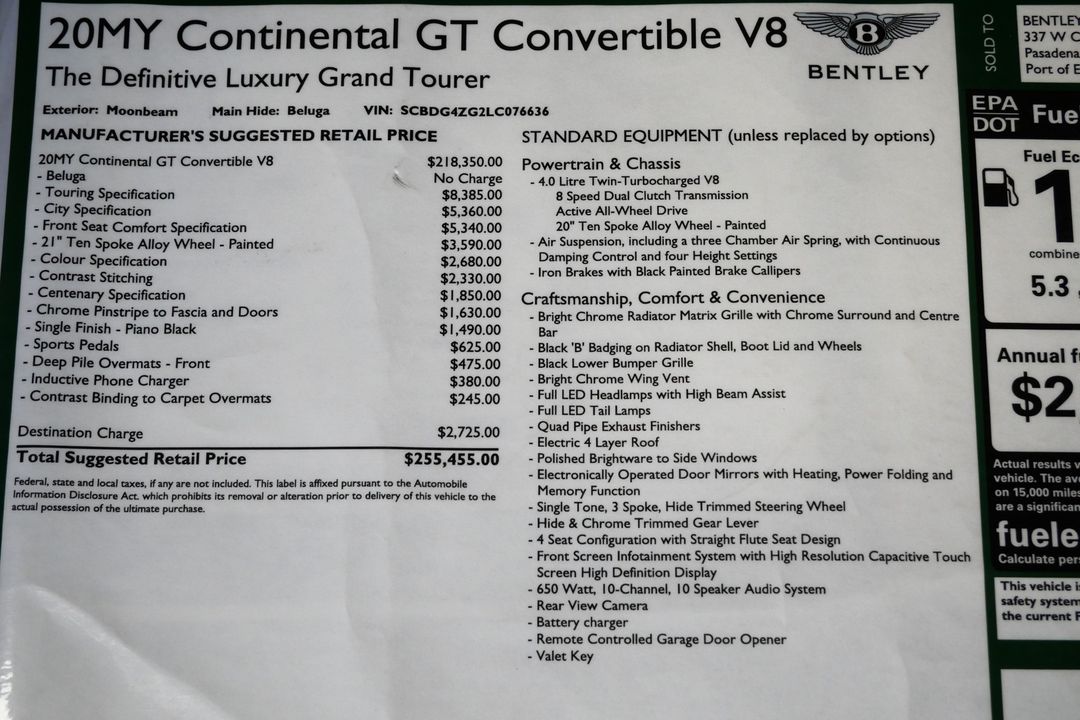 20MY Continental GT Convertible V8
B
BENTLEY
The Definitive Luxury Grand Tourer
Exterior: Moonbeam Main Hide: Beluga VIN: SCBDG4ZG2LC076636
MANUFACTURER'S SUGGESTED RETAIL PRICE
20MY Continental GT Convertible V8 $218,350.00
- Beluga No Charge
- Touring Specification $8,385.00
- City Specification $5,360.00
- Front Seat Comfort Specification $5,340.00
- 21" Ten Spoke Alloy Wheel - Painted $3,590.00
- Colour Specification $2,680.00
- Contrast Stitching $2,330.00
- Centenary Specification $1,850.00
- Chrome Pinstripe to Fascia and Doors $1,630.00
- Single Finish - Piano Black $1,490.00
- Sports Pedals $625.00
- Deep Pile Overmats - Front $475.00
- Inductive Phone Charger $380.00
- Contrast Binding to Carpet Overmats $245.00
Destination Charge $2,725.00
Total Suggested Retail Price $255,455.00
Federal, state and local taxes, if any are not included. This label is affixed pursuant to the Automobile
Information Disclosure Act. which prohibits its removal or alteration prior to delivery of this vehicle to the
actual possession of the ultimate purchase.
STANDARD EQUIPMENT (unless replaced by options)
Powertrain & Chassis
- 4.0 Litre Twin-Turbocharged V8
8 Speed Dual Clutch Transmission
Active All-Wheel Drive
20" Ten Spoke Alloy Wheel - Painted
- Air Suspension, including a three Chamber Air Spring, with Continuous
Damping Control and four Height Settings
- Iron Brakes with Black Painted Brake Callipers
Craftsmanship, Comfort & Convenience
- Bright Chrome Radiator Matrix Grille with Chrome Surround and Centre
Bar
- Black 'B' Badging on Radiator Shell, Boot Lid and Wheels
- Black Lower Bumper Grille
- Bright Chrome Wing Vent
- Full LED Headlamps with High Beam Assist
- Full LED Tail Lamps
- Quad Pipe Exhaust Finishers
- Electric 4 Layer Roof
- Polished Brightware to Side Windows
- Electronically Operated Door Mirrors with Heating, Power Folding and
Memory Function
- Single Tone, 3 Spoke, Hide Trimmed Steering Wheel
- Hide & Chrome Trimmed Gear Lever
- 4 Seat Configuration with Straight Flute Seat Design
- Front Screen Infotainment System with High Resolution Capacitive Touch
Screen High Definition Display
- 650 Watt, 10-Channel, 10 Speaker Audio System
- Rear View Camera
- Battery charger
- Remote Controlled Garage Door Opener
- Valet Key
SOLD TO
BENTLEY
337 W C
Pasadena
Port of E
EPA
DOT
Fue
Fuel Ec
1
combine
5.3
Annual f
$2
Actual results v
vehicle. The ave
on 15,000 miles
are a significan
fuele
Calculate pers
This vehicle i
safety system
the current F